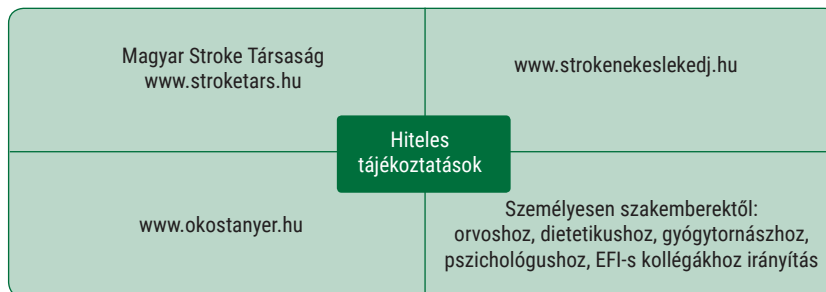 Magyar Stroke Társaság
www.stroketars.hu
www.strokenekeslekedj.hu
Hiteles
tájékoztatások
www.okostanyer.hu
Személyesen szakemberektől:
orvoshoz, dietetikushoz, gyógytornászhoz,
pszichológushoz, EFI-s kollégákhoz irányítás